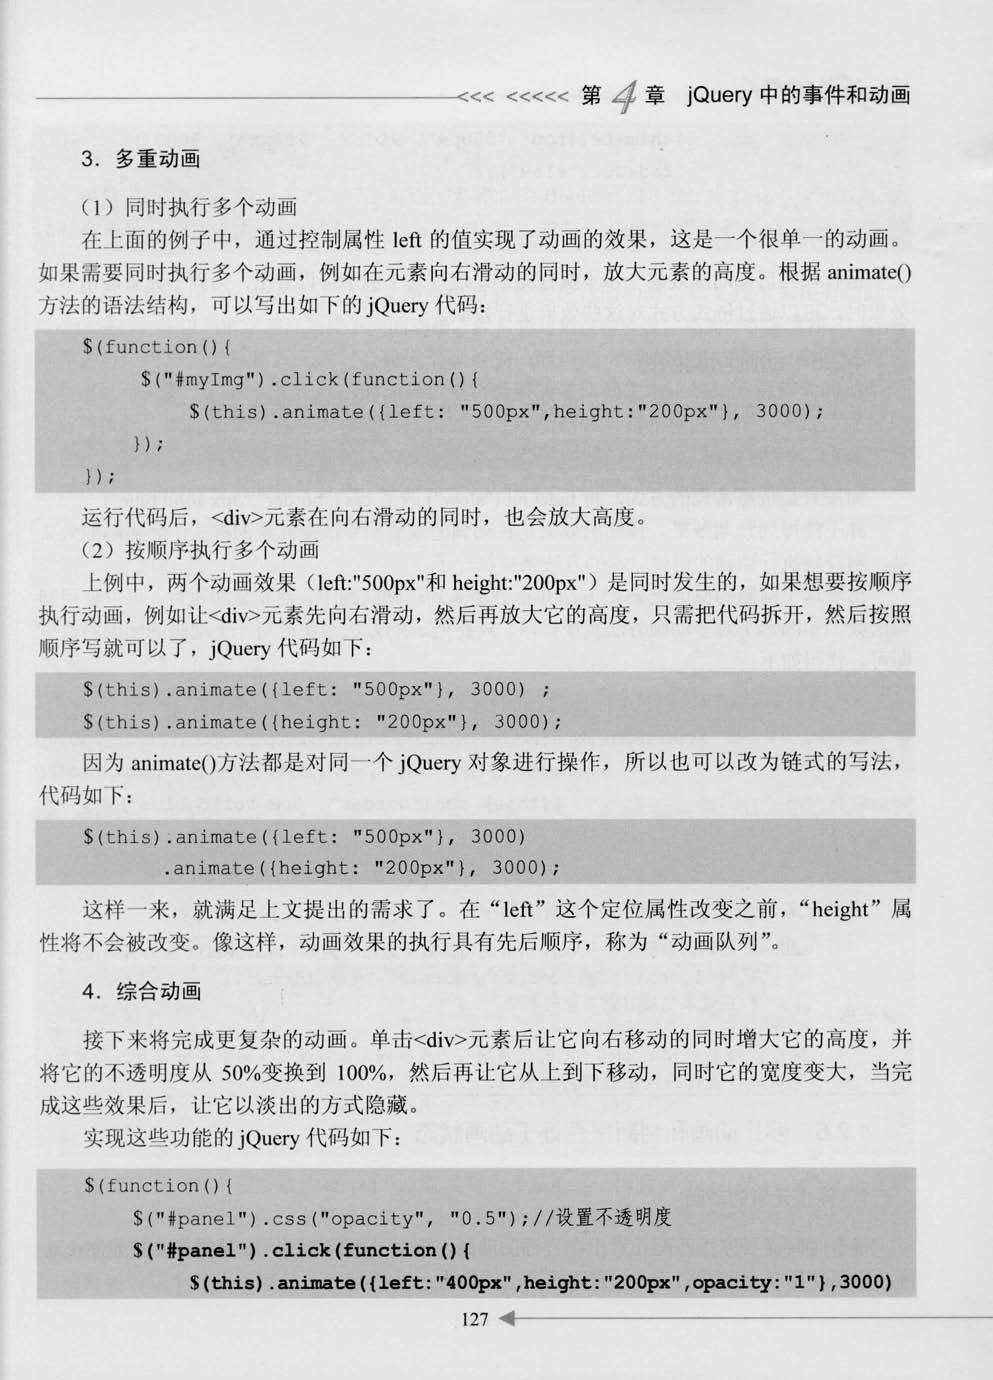 <<< <<<<< 第4章 jQuery 中的事件和动画
3．多重动画
（1）同时执行多个动画
在上面的例子中，通过控制属性 left 的值实现了动画的效果，这是一个很单一的动画。
如果需要同时执行多个动画，例如在元素向右滑动的同时，放大元素的高度。根据 animate()
方法的语法结构，可以写出如下的 jQuery 代码：
$(function(){
$("#myImg").click(function(){
$(this).animate({left: "500px",height:"200px"}, 3000);
});
});
运行代码后，<div>元素在向右滑动的同时，也会放大高度。
（2）按顺序执行多个动画
上例中，两个动画效果（left:"500px"和 height:"200px"）是同时发生的，如果想要按顺序
执行动画，例如让<div>元素先向右滑动，然后再放大它的高度，只需把代码拆开，然后按照
顺序写就可以了，jQuery 代码如下：
$(this).animate({left: "500px"}, 3000) ;
$(this).animate({height: "200px"}, 3000);
因为 animate()方法都是对同一个 jQuery 对象进行操作，所以也可以改为链式的写法，
代码如下：
$(this).animate({left: "500px"}, 3000)
.animate({height: "200px"}, 3000);
这样一来，就满足上文提出的需求了。在“left”这个定位属性改变之前，“height”属
性将不会被改变。像这样，动画效果的执行具有先后顺序，称为“动画队列”。
4．综合动画
接下来将完成更复杂的动画。单击<div>元素后让它向右移动的同时增大它的高度，并
将它的不透明度从 50%变换到 100%，然后再让它从上到下移动，同时它的宽度变大，当完
成这些效果后，让它以淡出的方式隐藏。
实现这些功能的 jQuery 代码如下：
$(function(){
$("#panel").css("opacity", "0.5");//设置不透明度
$("#panel").click(function(){
$(this).animate({left:"400px",height:"200px",opacity:"1"},3000)
127